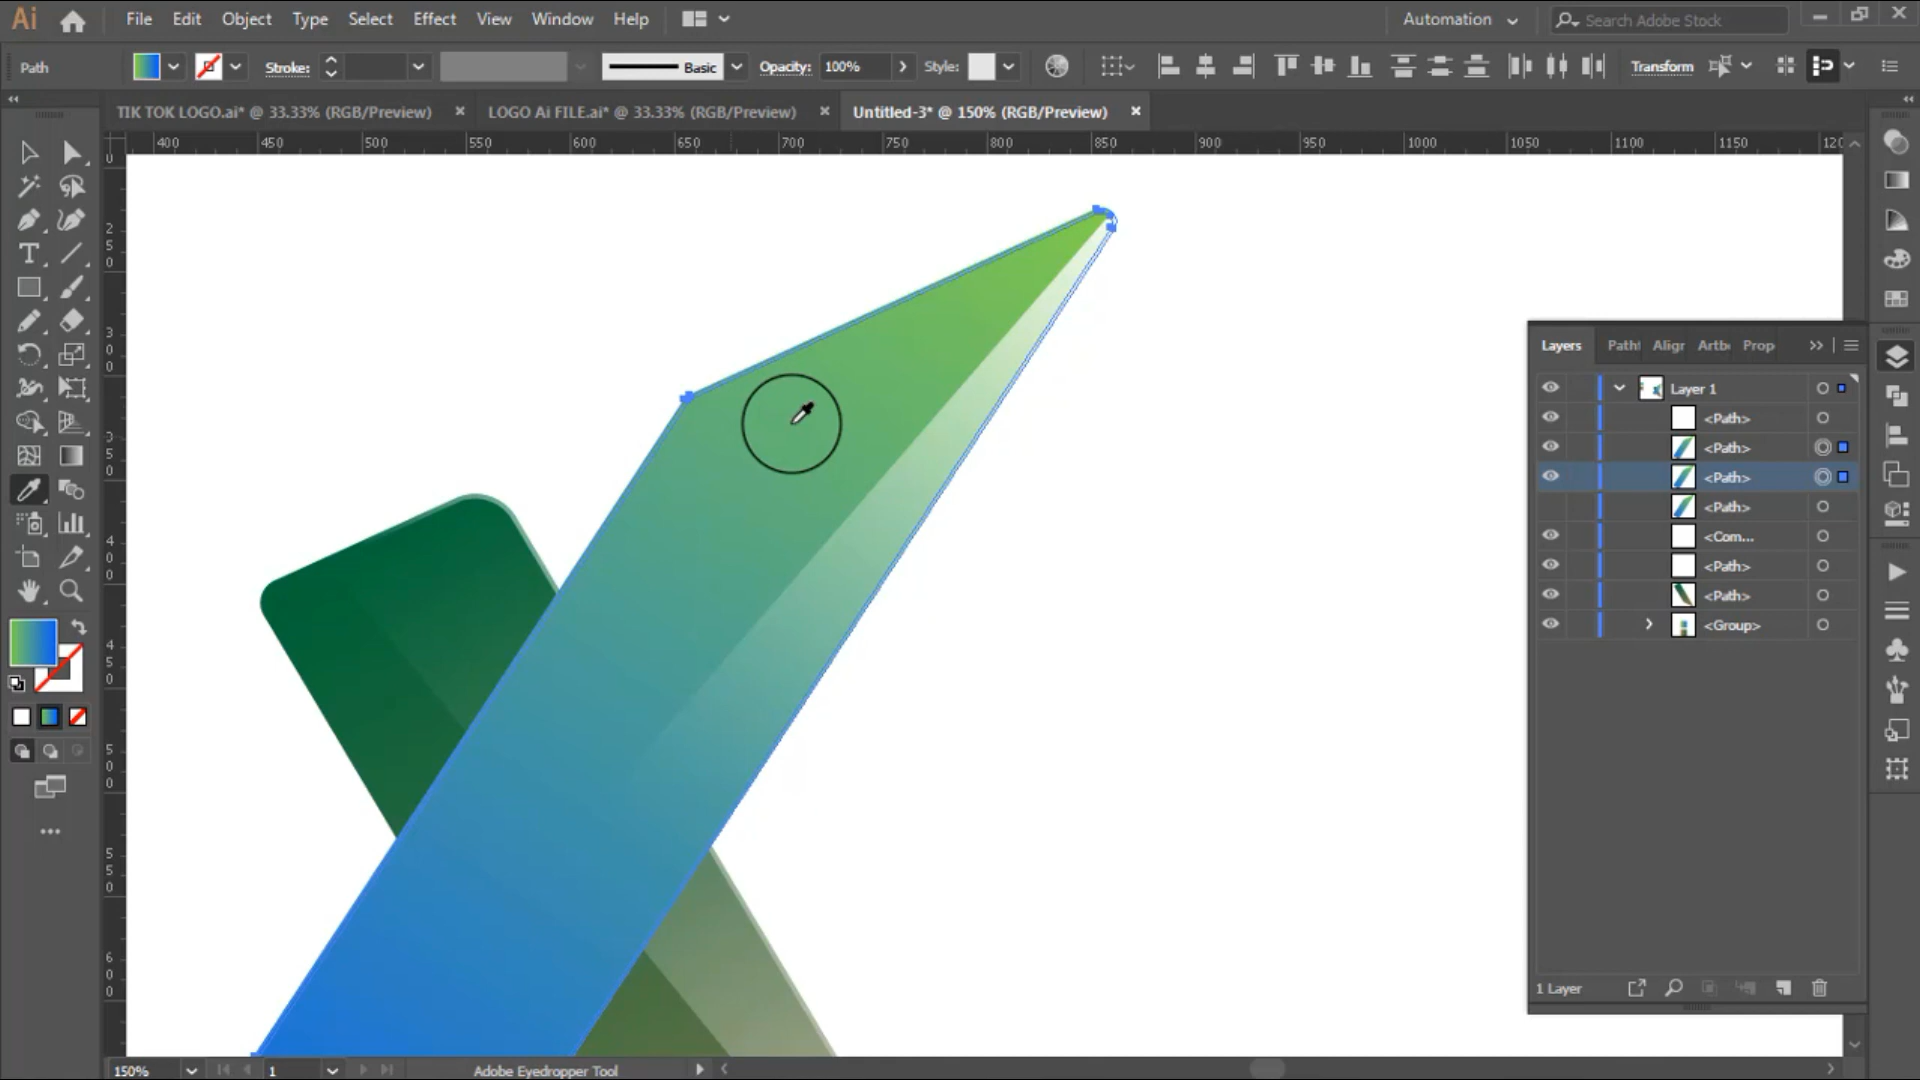 Ai File Edit Object Type Select Effect View Window Help Automation Search Adobe Stock
Path Stroke: Basic Opacity: 100% Style: Transform
TIK TOK LOGO.ai* @ 33.33% (RGB/Preview) LOGO Ai FILE.ai* @ 33.33% (RGB/Preview) Untitled-3* @ 150% (RGB/Preview)
400 450 500 550 600 650 700 750 800 850 900 950 1000 1050 1100 1150 120
Layers Path Align Artb Prop
Layer 1
<Path>
<Path>
<Path>
<Path>
<Com...
<Path>
<Path>
<Group>
1 Layer
150% 1 Adobe Eyedropper Tool